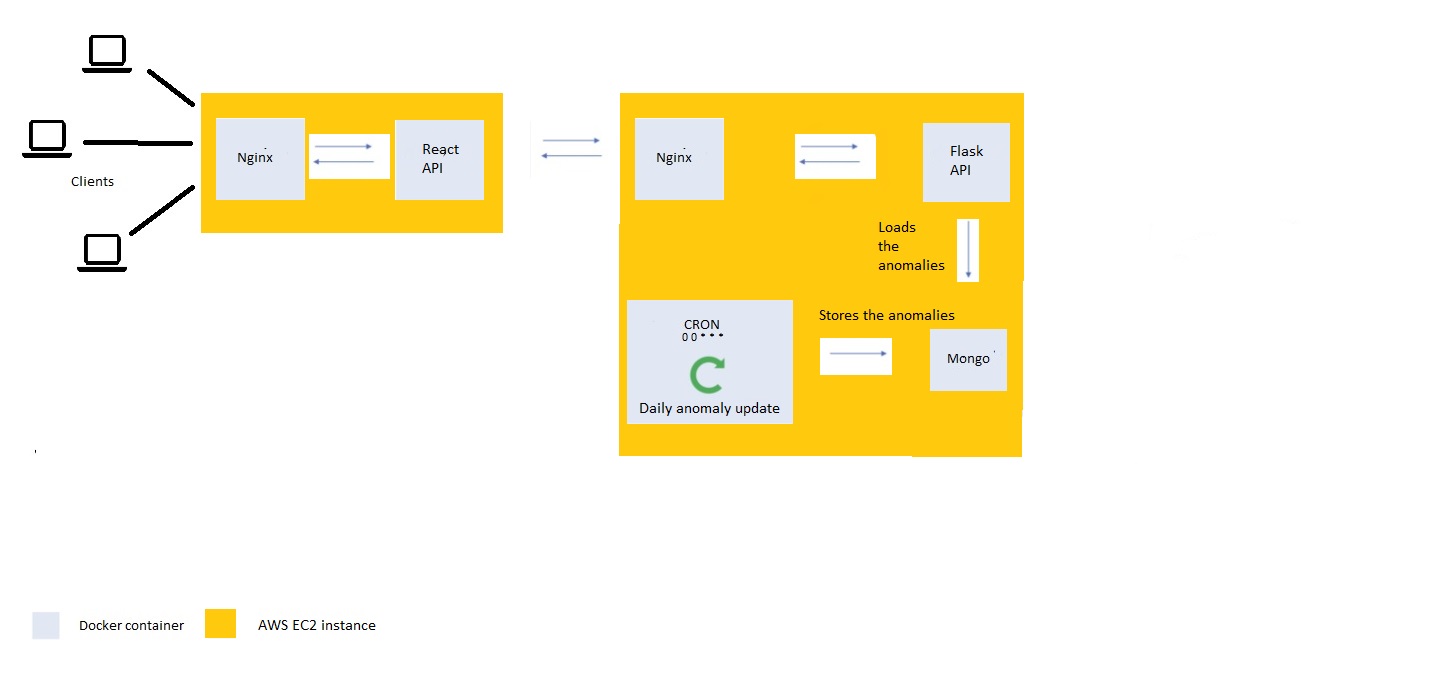 Clients
Nginx
React
API
Nginx
Flask
API
Loads
the
anomalies
CRON
0 0 * * *
Daily anomaly update
Stores the anomalies
Mongo
Docker container
AWS EC2 instance